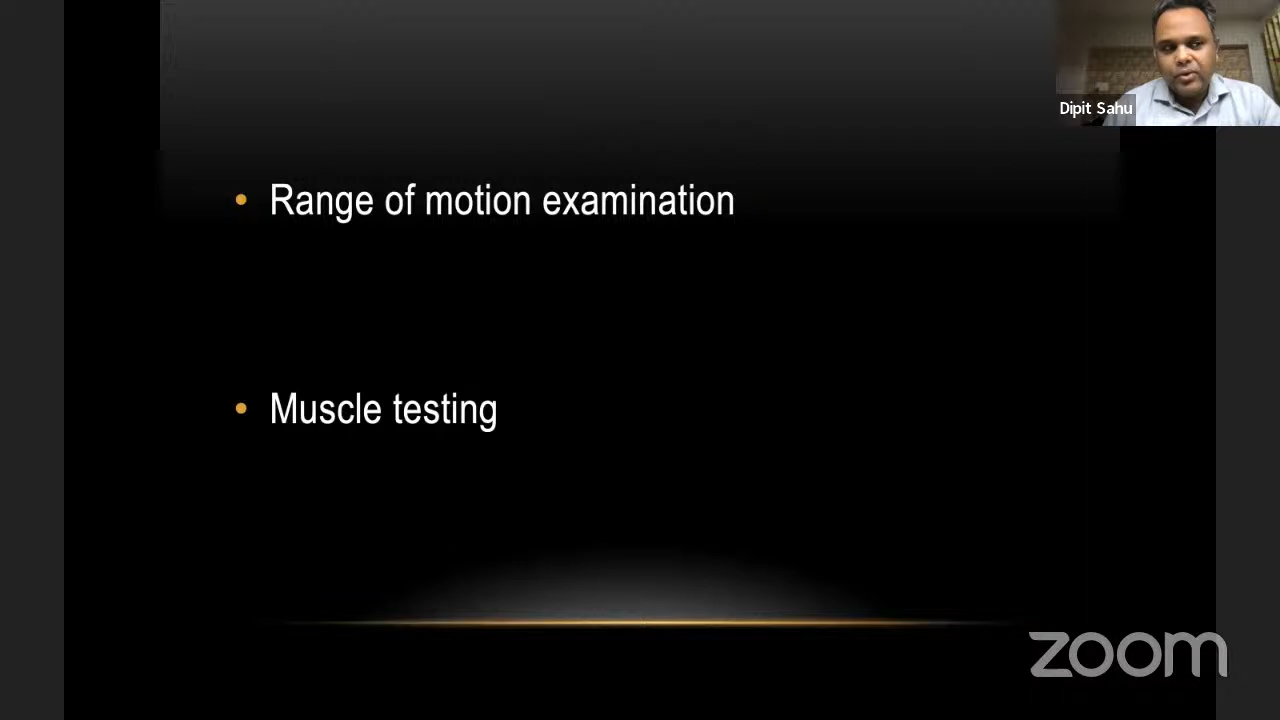 Dipit Sahu
• Range of motion examination
• Muscle testing
zoom